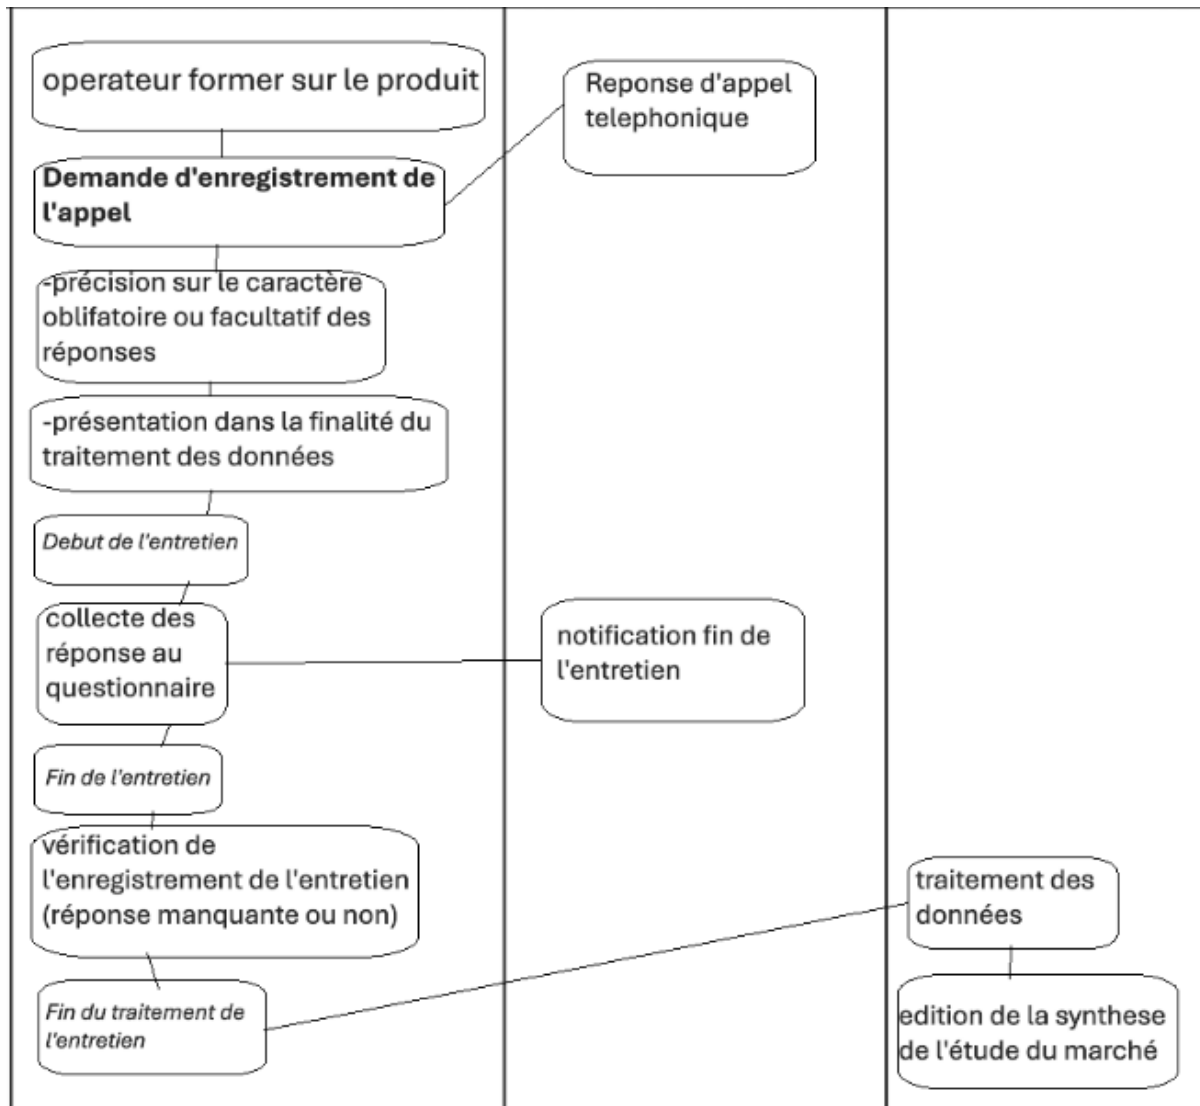 operateur former sur le produit
Demande d'enregistrement de
l'appel
-précision sur le caractère
oblifatoire ou facultatif des
réponses
-présentation dans la finalité du
traitement des données
Debut de l'entretien
collecte des
réponse au
questionnaire
Fin de l'entretien
vérification de
l'enregistrement de l'entretien
(réponse manquante ou non)
Fin du traitement de
l'entretien
Reponse d'appel
telephonique
notification fin de
l'entretien
traitement des
données
edition de la synthese
de l'étude du marché